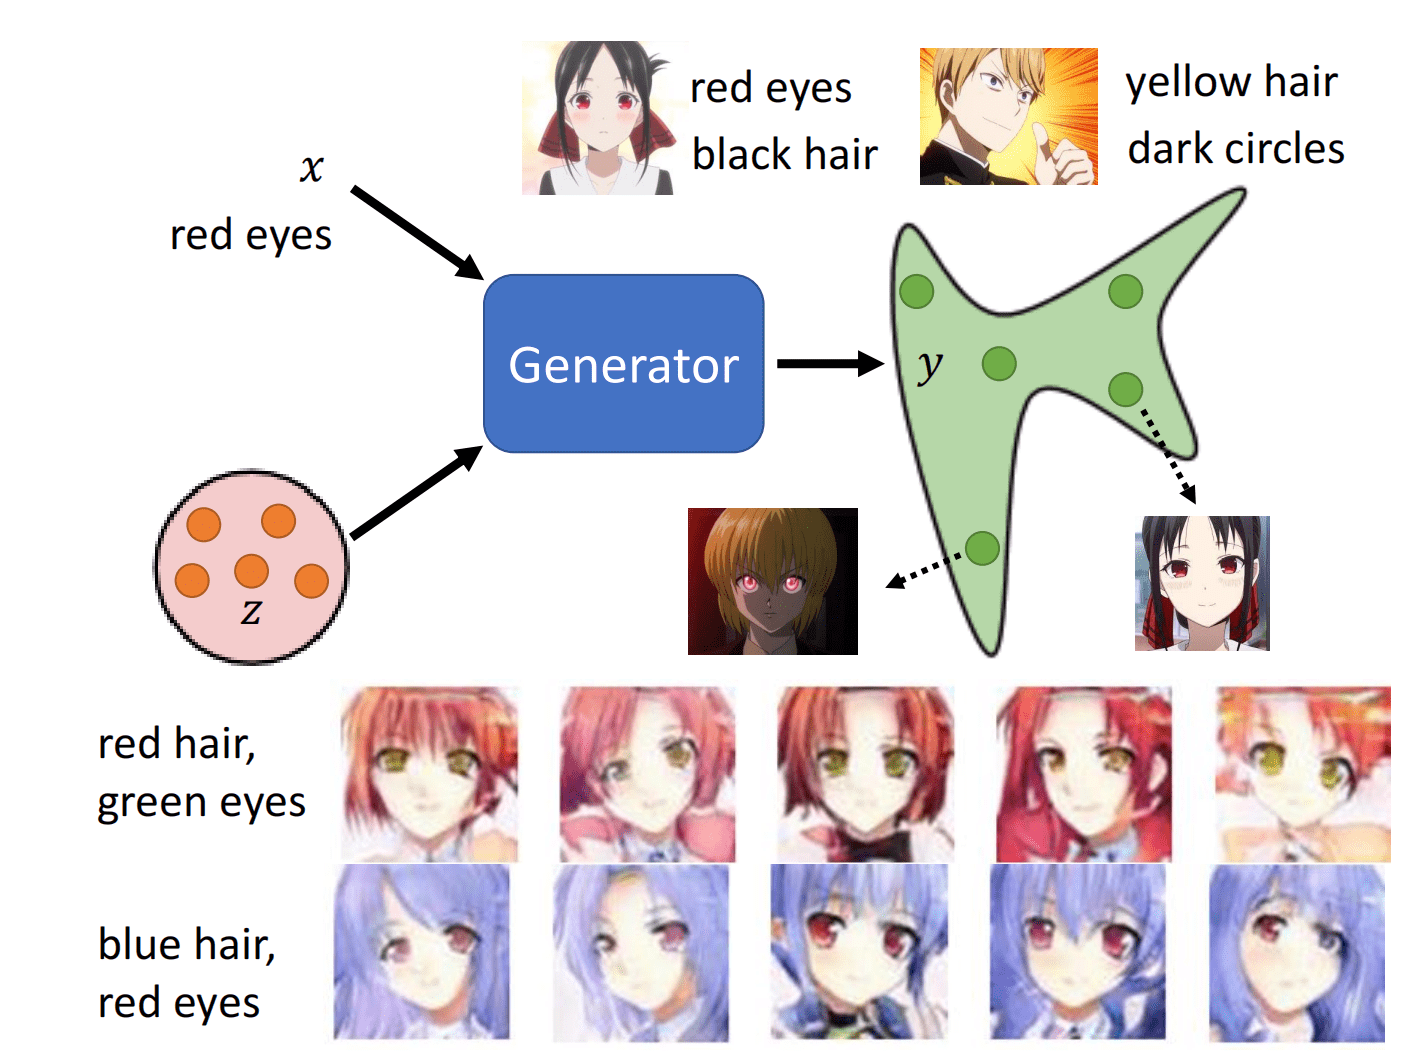 red eyes
black hair
yellow hair
dark circles
x
red eyes
Generator
y
z
red hair,
green eyes
blue hair,
red eyes